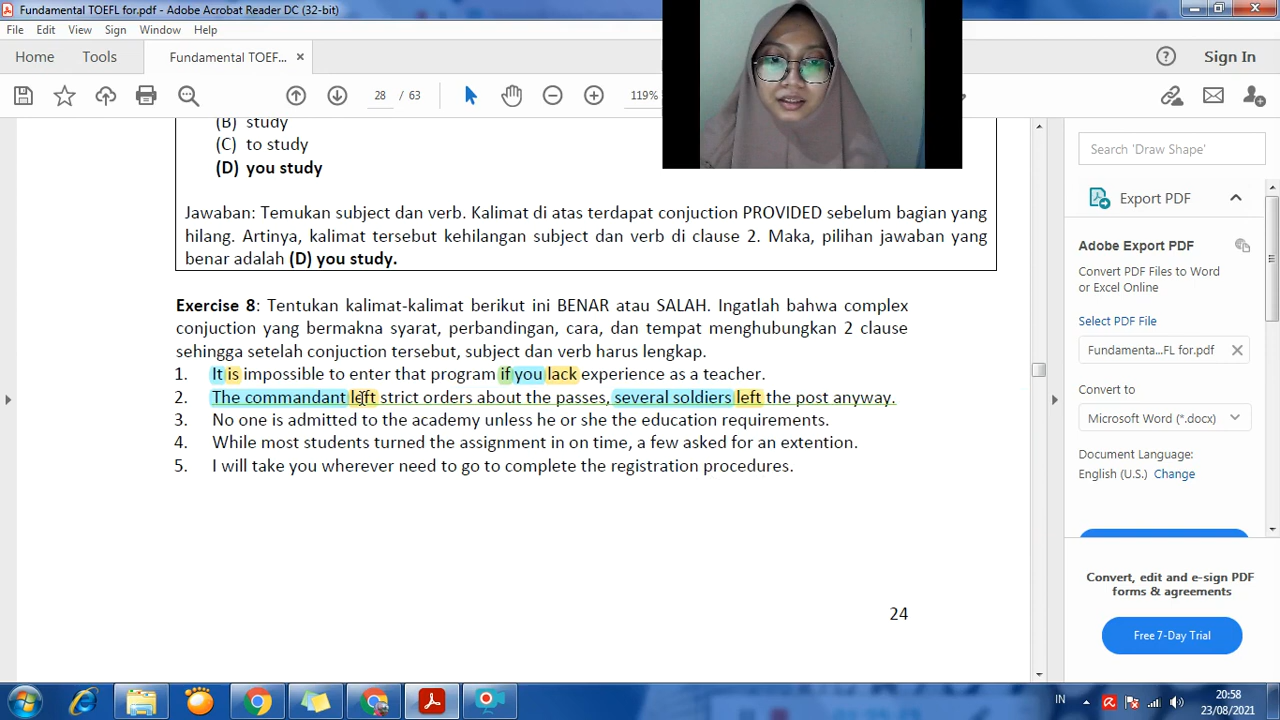 Fundamental TOEFL for.pdf - Adobe Acrobat Reader DC (32-bit)
File Edit View Sign Window Help
Home Tools Fundamental TOEF... × Sign In
28 / 63 119%
(B) study
(C) to study
(D) you study
Jawaban: Temukan subject dan verb. Kalimat di atas terdapat conjuction PROVIDED sebelum bagian yang
hilang. Artinya, kalimat tersebut kehilangan subject dan verb di clause 2. Maka, pilihan jawaban yang
benar adalah (D) you study.
Exercise 8: Tentukan kalimat-kalimat berikut ini BENAR atau SALAH. Ingatlah bahwa complex
conjuction yang bermakna syarat, perbandingan, cara, dan tempat menghubungkan 2 clause
sehingga setelah conjuction tersebut, subject dan verb harus lengkap.
1. It is impossible to enter that program if you lack experience as a teacher.
2. The commandant left strict orders about the passes, several soldiers left the post anyway.
3. No one is admitted to the academy unless he or she the education requirements.
4. While most students turned the assignment in on time, a few asked for an extention.
5. I will take you wherever need to go to complete the registration procedures.
24
Search 'Draw Shape'
Export PDF
Adobe Export PDF
Convert PDF Files to Word
or Excel Online
Select PDF File
Fundamenta...FL for.pdf
Convert to
Microsoft Word (*.docx)
Document Language:
English (U.S.) Change
Convert, edit and e-sign PDF
forms & agreements
Free 7-Day Trial
IN
20:58
23/08/2021